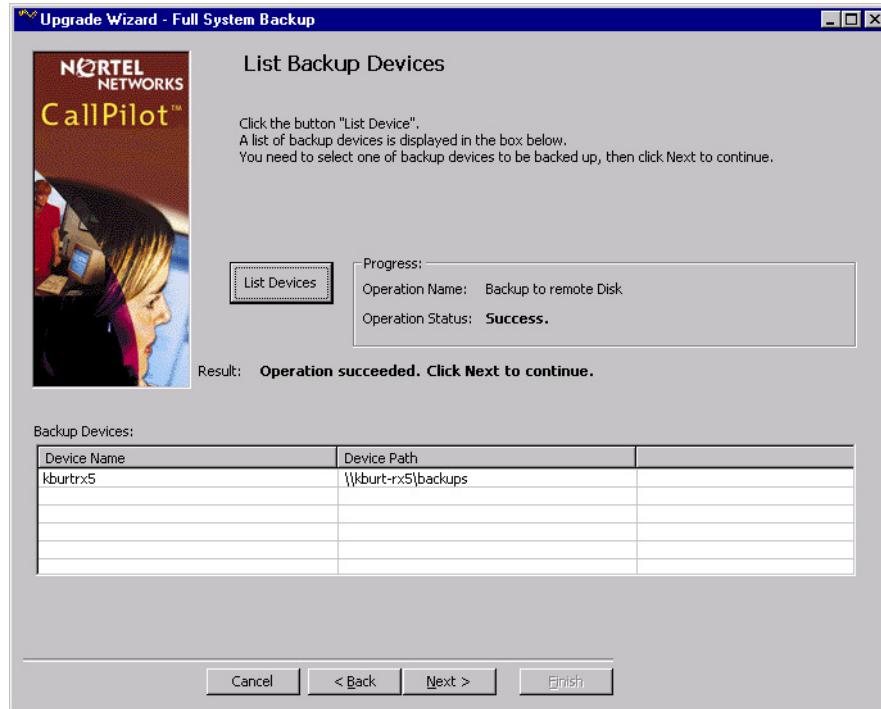 Upgrade Wizard - Full System Backup
NORTEL
NETWORKS
CallPilot™
List Backup Devices
Click the button "List Device".
A list of backup devices is displayed in the box below.
You need to select one of backup devices to be backed up, then click Next to continue.
List Devices
Progress:
Operation Name: Backup to remote Disk
Operation Status: Success.
Result: Operation succeeded. Click Next to continue.
Backup Devices:
Device Name Device Path
kburtrx5 \\kburt-rx5\backups
Cancel < Back Next > Finish